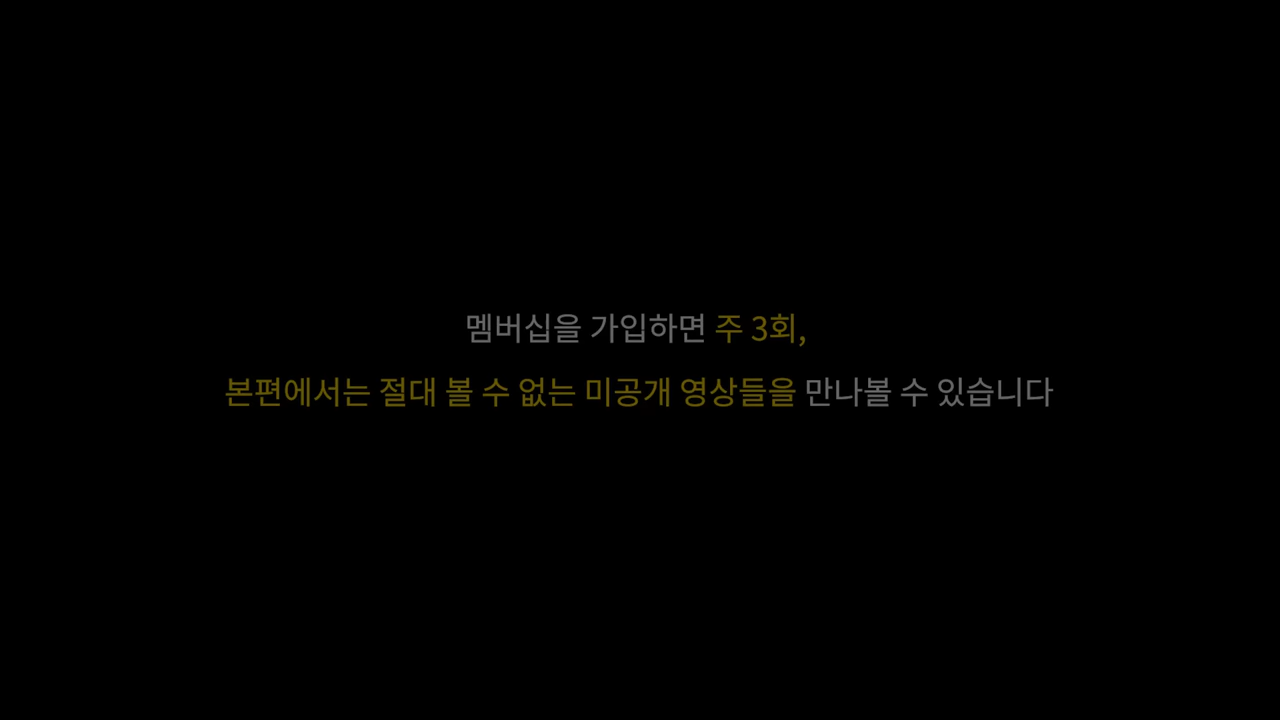 멤버십을 가입하면 주 3회,
본편에서는 절대 볼 수 없는 미공개 영상들을 만나볼 수 있습니다